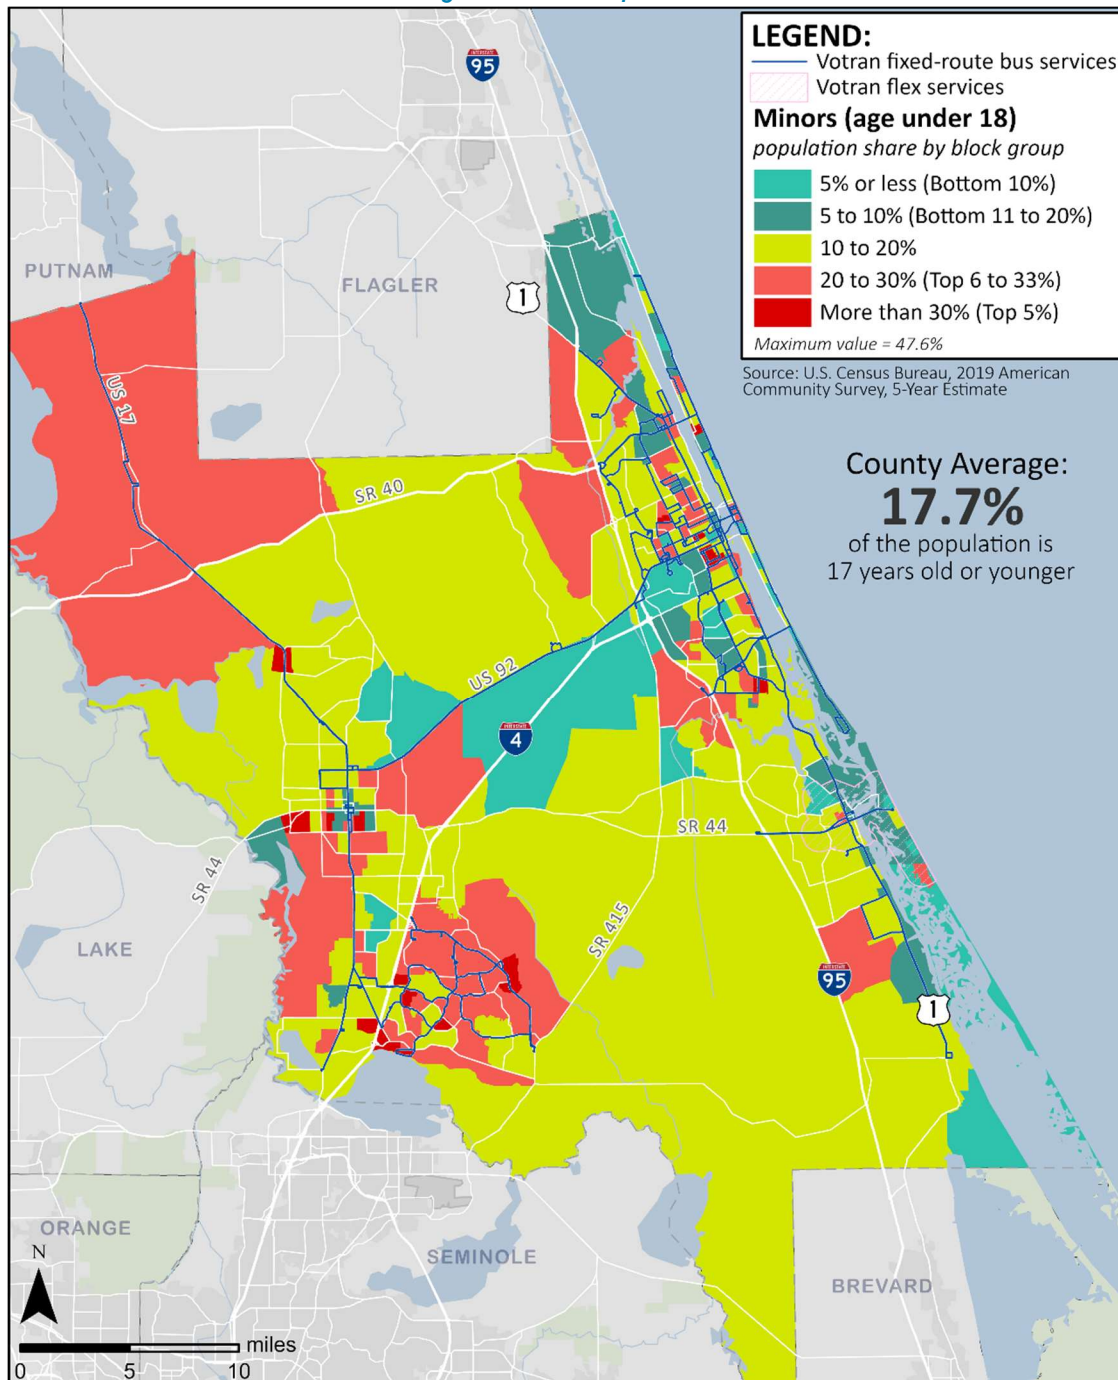 LEGEND:
Votran fixed-route bus services
Votran flex services
Minors (age under 18)
population share by block group
5% or less (Bottom 10%)
5 to 10% (Bottom 11 to 20%)
10 to 20%
20 to 30% (Top 6 to 33%)
More than 30% (Top 5%)
Maximum value = 47.6%
Source: U.S. Census Bureau, 2019 American
Community Survey, 5-Year Estimate
County Average:
17.7%
of the population is
17 years old or younger
INTERSTATE
95
PUTNAM
FLAGLER
1
US 17
SR 40
US 92
INTERSTATE
4
SR 44
SR 44
SR 415
LAKE
INTERSTATE
95
1
ORANGE
SEMINOLE
BREVARD
N
miles
0 5 10